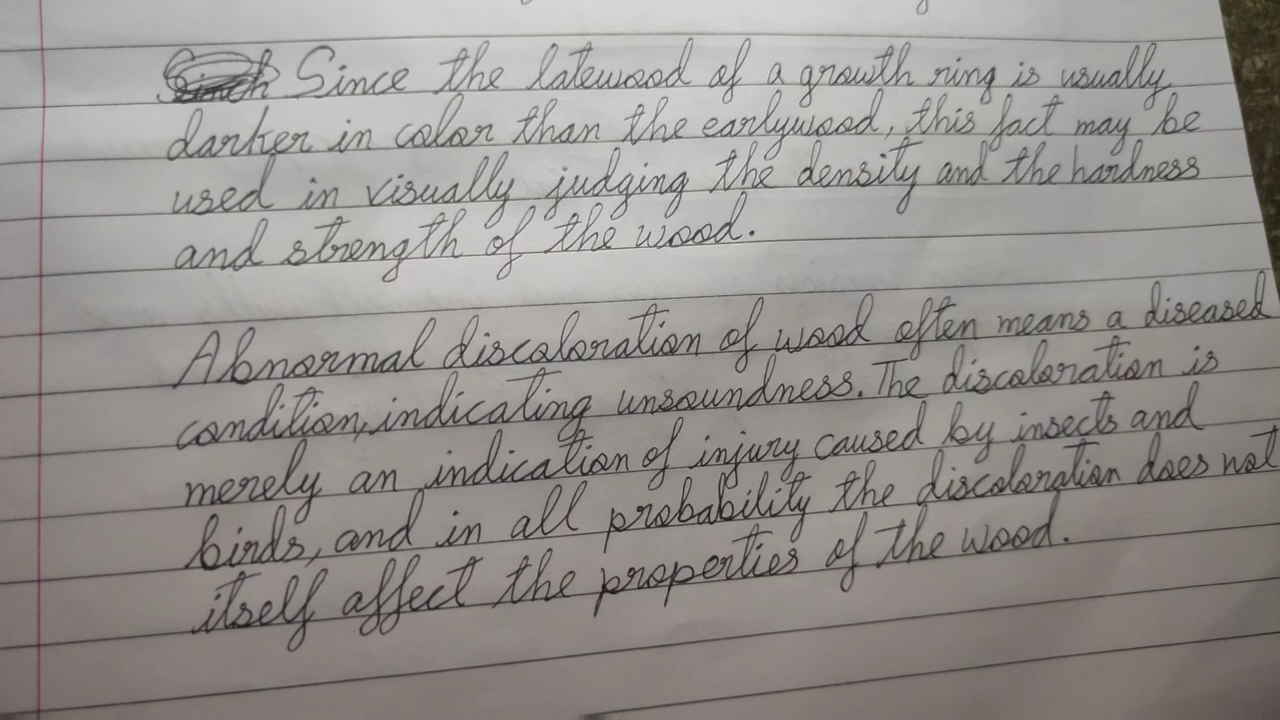 Since the latewood of a growth ring is usually
darker in color than the earlywood, this fact may be
used in visually judging the density and the hardness
and strength of the wood.
Abnormal discoloration of wood often means a diseased
condition, indicating unsoundness. The discoloration is
merely an indication of injury caused by insects and
birds, and in all probability the discoloration does not
itself affect the properties of the wood.